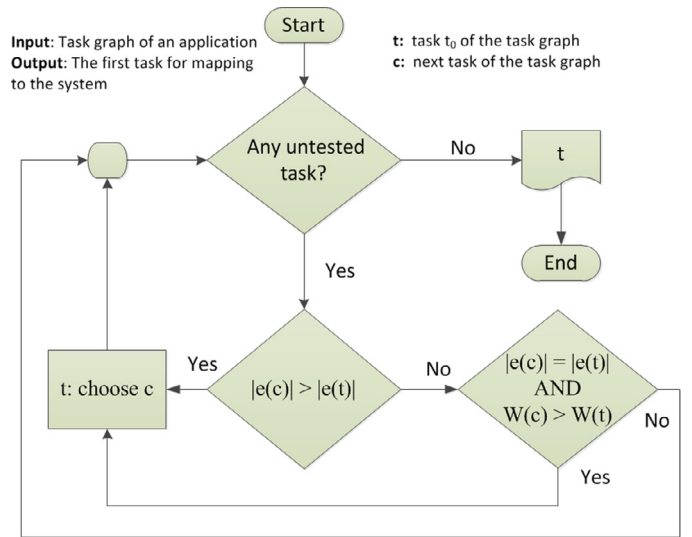 Start
Input: Task graph of an application
Output: The first task for mapping
to the system
t: task t₀ of the task graph
c: next task of the task graph
Any untested
task?
No
t
End
Yes
t: choose c
Yes
|e(c)| > |e(t)|
No
|e(c)| = |e(t)|
AND
W(c) > W(t)
No
Yes